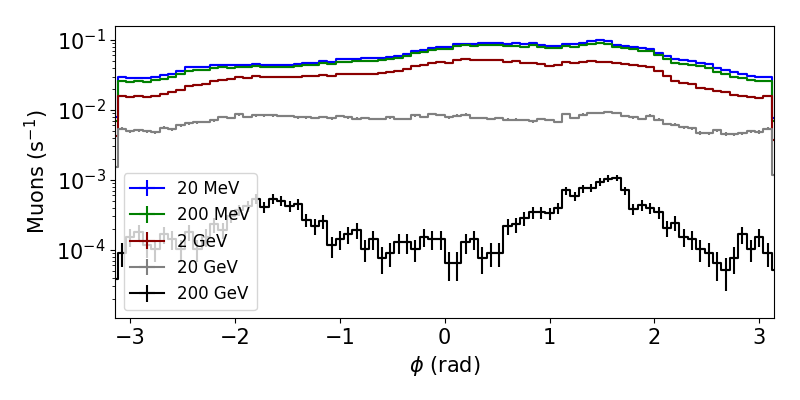 10⁻¹
10⁻²
10⁻³
10⁻⁴
Muons (s⁻¹)
20 MeV
200 MeV
2 GeV
20 GeV
200 GeV
−3 −2 −1 0 1 2 3
ϕ (rad)